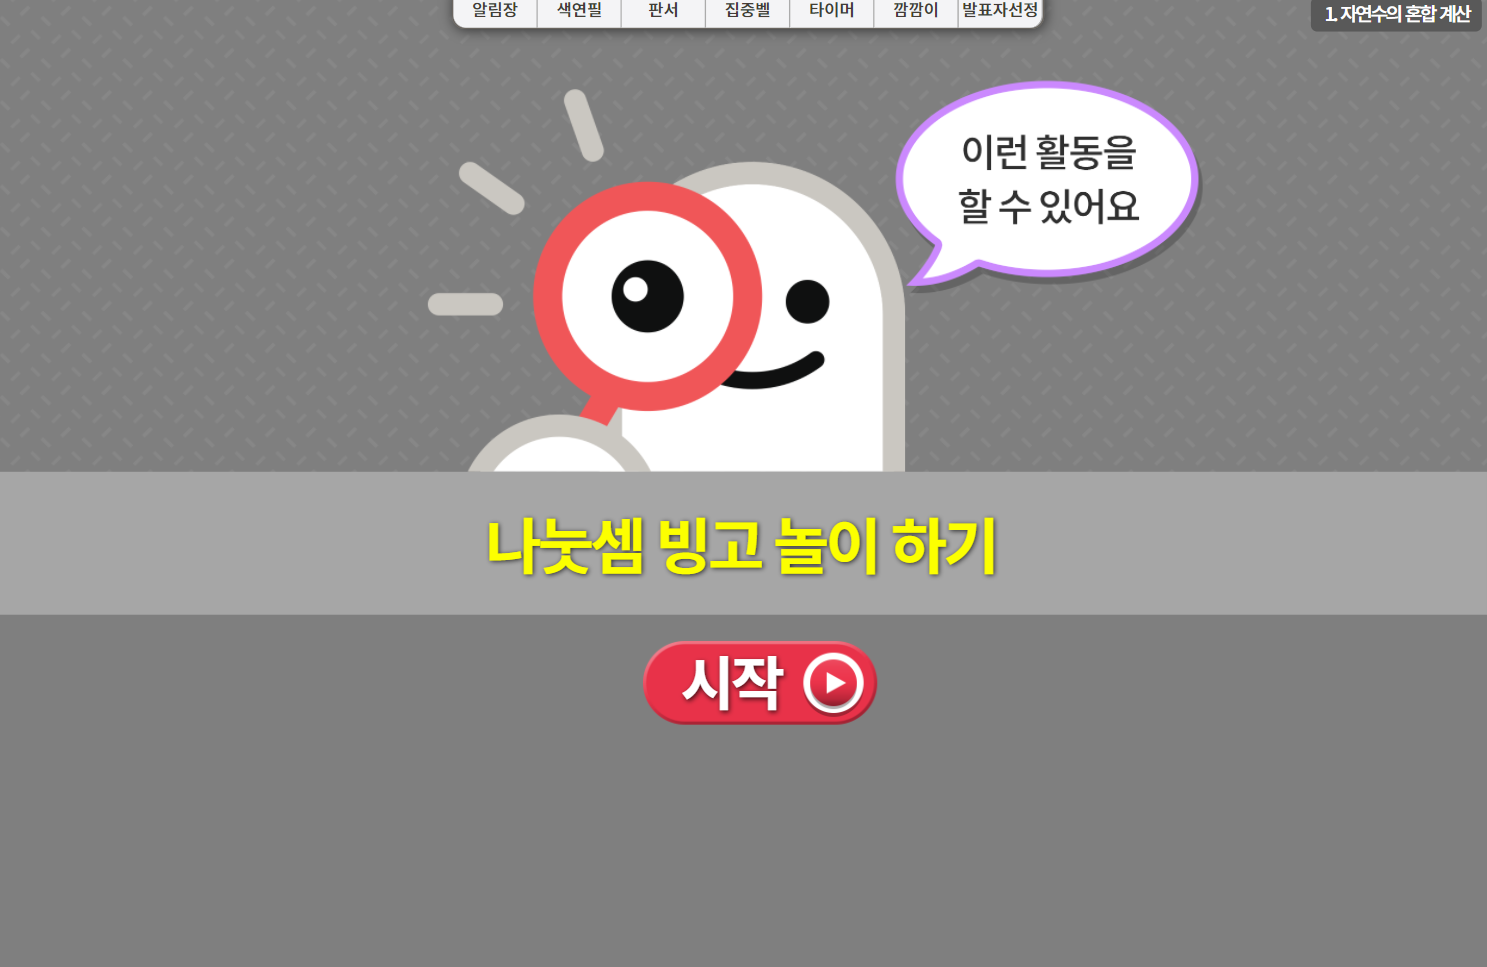 알림장 색연필 판서 집중벨 타이머 깜깜이 발표자선정
1. 자연수의 혼합 계산
이런 활동을
할 수 있어요
나눗셈 빙고 놀이 하기
시작